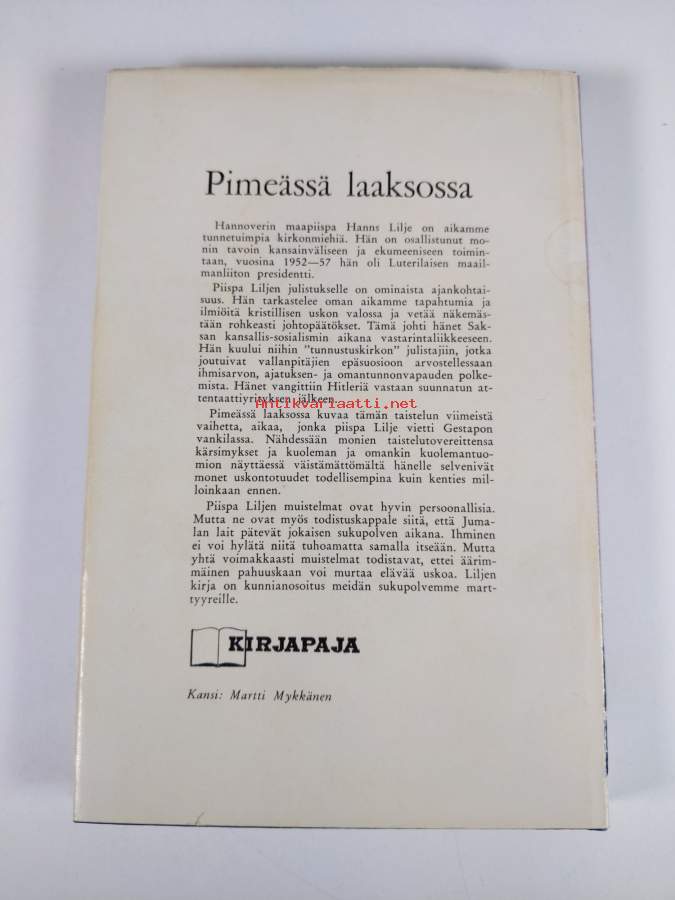 Pimeässä laaksossa
Hannoverin maapiispa Hanns Lilje on aikamme
tunnetuimpia kirkonmiehiä. Hän on osallistunut mo-
nin tavoin kansainväliseen ja ekumeeniseen toimin-
taan, vuosina 1952—57 hän oli Luterilaisen maail-
manliiton presidentti.
Piispa Liljen julistukselle on ominaista ajankohtai-
suus. Hän tarkastelee oman aikamme tapahtumia ja
ilmiöitä kristillisen uskon valossa ja vetää näkemäs-
tään rohkeasti johtopäätökset. Tämä johti hänet Sak-
san kansallis-sosialismin aikana vastarintaliikkeeseen.
Hän kuului niihin "tunnustuskirkon" julistajiin, jotka
joutuivat vallanpitäjien epäsuosioon arvostellessaan
ihmisarvon, ajatuksen- ja omantunnonvapauden polke-
mista. Hänet vangittiin Hitleriä vastaan suunnatun at-
tentaattiyrityksen jälkeen.
Antikvariaatti.net
Pimeässä laaksossa kuvaa tämän taistelun viimeistä
vaihetta, aikaa, jonka piispa Lilje vietti Gestapon
vankilassa. Nähdessään monien taistelutovereittensa
kärsimykset ja kuoleman ja omankin kuolemantuo-
mion näyttäessä väistämättömältä hänelle selvenivät
monet uskontotuudet todellisempina kuin kenties mil-
loinkaan ennen.
Piispa Liljen muistelmat ovat hyvin persoonallisia.
Mutta ne ovat myös todistuskappale siitä, että Juma-
lan lait pätevät jokaisen sukupolven aikana. Ihminen
ei voi hylätä niitä tuhoamatta samalla itseään. Mutta
yhtä voimakkaasti muistelmat todistavat, ettei äärim-
mäinen pahuuskaan voi murtaa elävää uskoa. Liljen
kirja on kunnianosoitus meidän sukupolvemme mart-
tyyreille.
KIRJAPAJA
Kansi: Martti Mykkänen